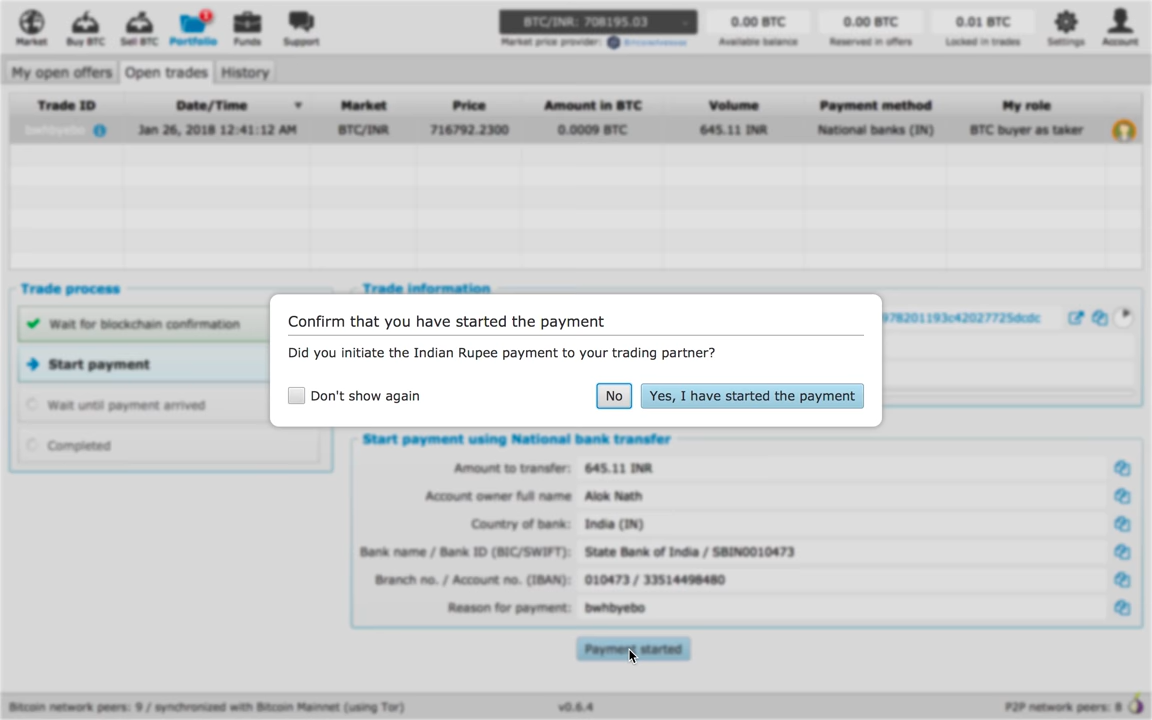 Market Buy BTC Sell BTC Portfolio 1 Funds Support
BTC/INR: 708195.03 0.00 BTC 0.00 BTC 0.01 BTC
Market price provider: Available balance Reserved in offers Locked in trades Settings Account
My open offers Open trades History
Trade ID Date/Time Market Price Amount in BTC Volume Payment method My role
bwhbyebo Jan 26, 2018 12:41:12 AM BTC/INR 716792.2300 0.0009 BTC 645.11 INR National banks (IN) BTC buyer as taker
Trade process
Wait for blockchain confirmation
Start payment
Wait until payment arrived
Completed
Trade information
978201193c42027725dcdc
Confirm that you have started the payment
Did you initiate the Indian Rupee payment to your trading partner?
Don't show again No Yes, I have started the payment
Start payment using National bank transfer
Amount to transfer: 645.11 INR
Account owner full name Alok Nath
Country of bank: India (IN)
Bank name / Bank ID (BIC/SWIFT): State Bank of India / SBIN0010473
Branch no. / Account no. (IBAN): 010473 / 33514498480
Reason for payment: bwhbyebo
Payment started
Bitcoin network peers: 9 / synchronized with Bitcoin Mainnet (using Tor) v0.6.4 P2P network peers: 8